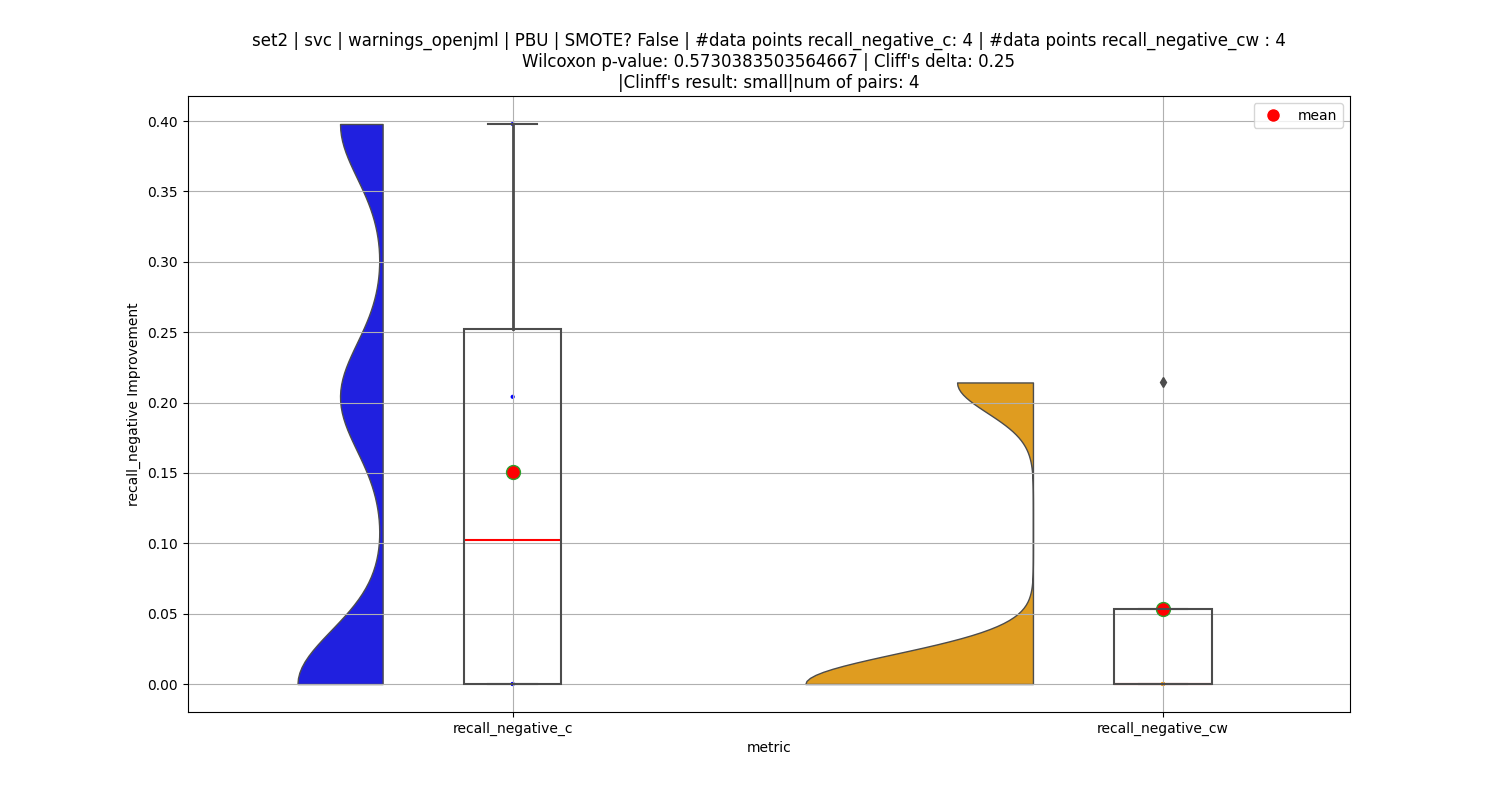 set2 | svc | warnings_openjml | PBU | SMOTE? False | #data points recall_negative_c: 4 | #data points recall_negative_cw : 4
Wilcoxon p-value: 0.5730383503564667 | Cliff's delta: 0.25
|Clinff's result: small|num of pairs: 4
mean
0.40
0.35
0.30
0.25
0.20
0.15
0.10
0.05
0.00
recall_negative Improvement
recall_negative_c
recall_negative_cw
metric